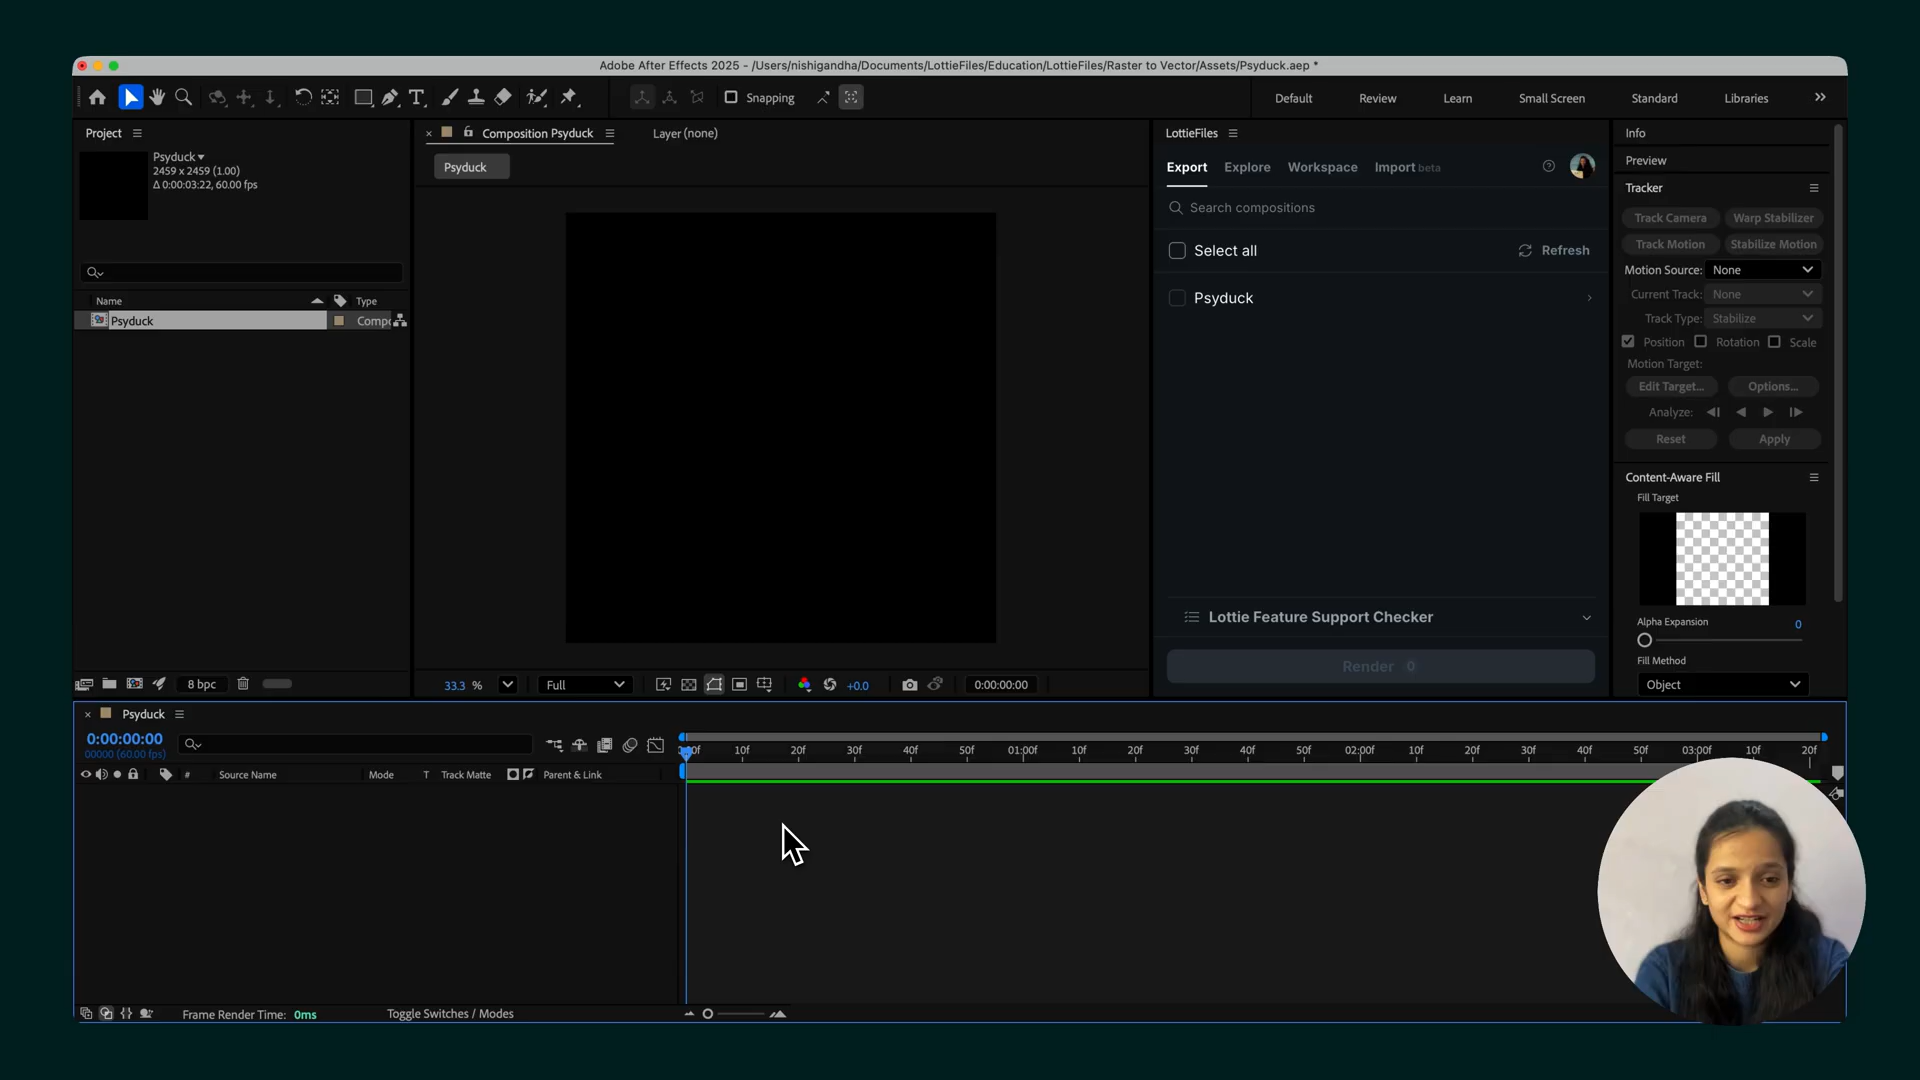 Adobe After Effects 2025 - /Users/nishigandha/Documents/LottieFiles/Education/LottieFiles/Raster to Vector/Assets/Psyduck.aep *
Snapping
Default
Review
Learn
Small Screen
Standard
Libraries
Project
Psyduck
2459 x 2459 (1.00)
Δ 0:00:03:22, 60.00 fps
Name
Type
Psyduck
Compo
8 bpc
Composition Psyduck
Layer (none)
Psyduck
33.3 %
Full
+0.0
0:00:00:00
LottieFiles
Export
Explore
Workspace
Import beta
Search compositions
Select all
Refresh
Psyduck
Lottie Feature Support Checker
Render 0
Info
Preview
Tracker
Track Camera
Warp Stabilizer
Track Motion
Stabilize Motion
Motion Source: None
Current Track: None
Track Type: Stabilize
Position
Rotation
Scale
Motion Target:
Edit Target...
Options...
Analyze:
Reset
Apply
Content-Aware Fill
Fill Target
Alpha Expansion
0
Fill Method
Object
Psyduck
0:00:00:00
00000 (60.00 fps)
10f 20f 30f 40f 50f 01:00f 10f 20f 30f 40f 50f 02:00f 10f 20f 30f 40f 50f 03:00f 10f 20f
# Source Name Mode T Track Matte Parent & Link
Frame Render Time: 0ms
Toggle Switches / Modes